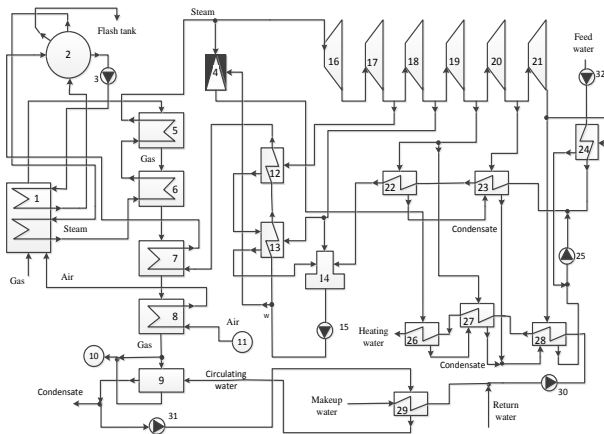 Steam
Flash tank
2
3
4
16
17
18
19
20
21
Feed
water
32
5
Gas
12
24
1
6
22
23
Steam
7
13
Condensate
14
25
Gas
Air
8
Air
11
w
15
Heating
water
26
27
28
Gas
10
Condensate
9
Circulating
water
Condensate
31
Makeup
water
29
30
Return
water